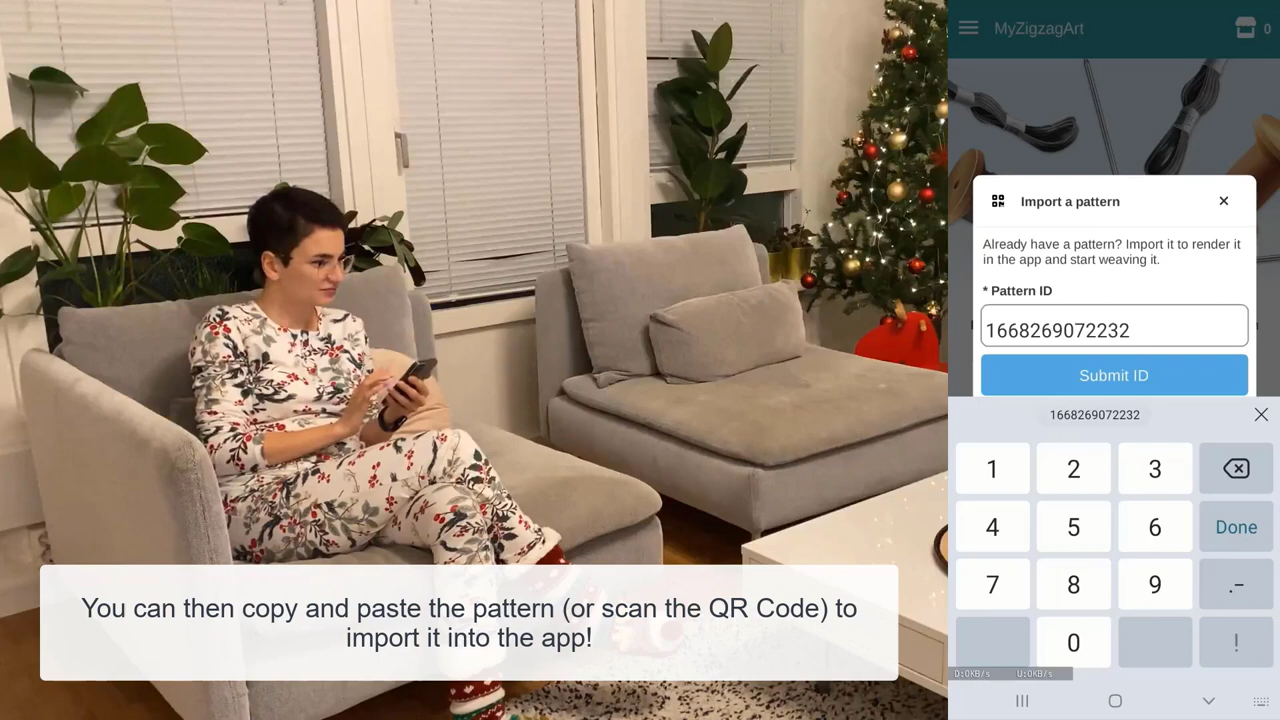 MyZigzagArt
0
Import a pattern
Already have a pattern? Import it to render it
in the app and start weaving it.
* Pattern ID
1668269072232
Submit ID
1668269072232
1 2 3
4 5 6 Done
7 8 9 .-
0 !
D:0KB/s U:0KB/s
You can then copy and paste the pattern (or scan the QR Code) to
import it into the app!